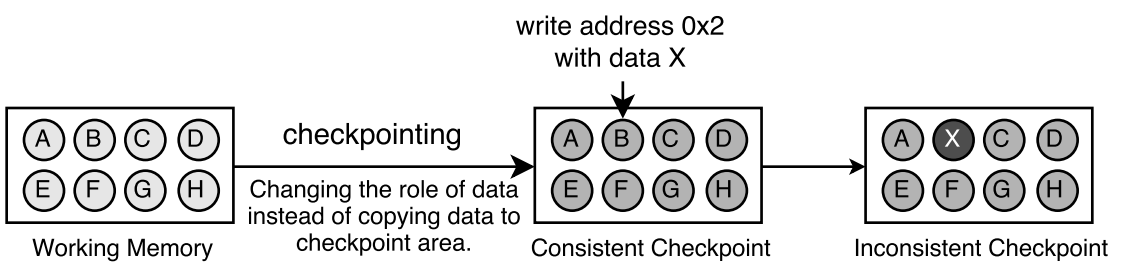 write address 0x2
with data X
A B C D
E F G H
Working Memory
checkpointing
Changing the role of data
instead of copying data to
checkpoint area.
A B C D
E F G H
Consistent Checkpoint
A X C D
E F G H
Inconsistent Checkpoint